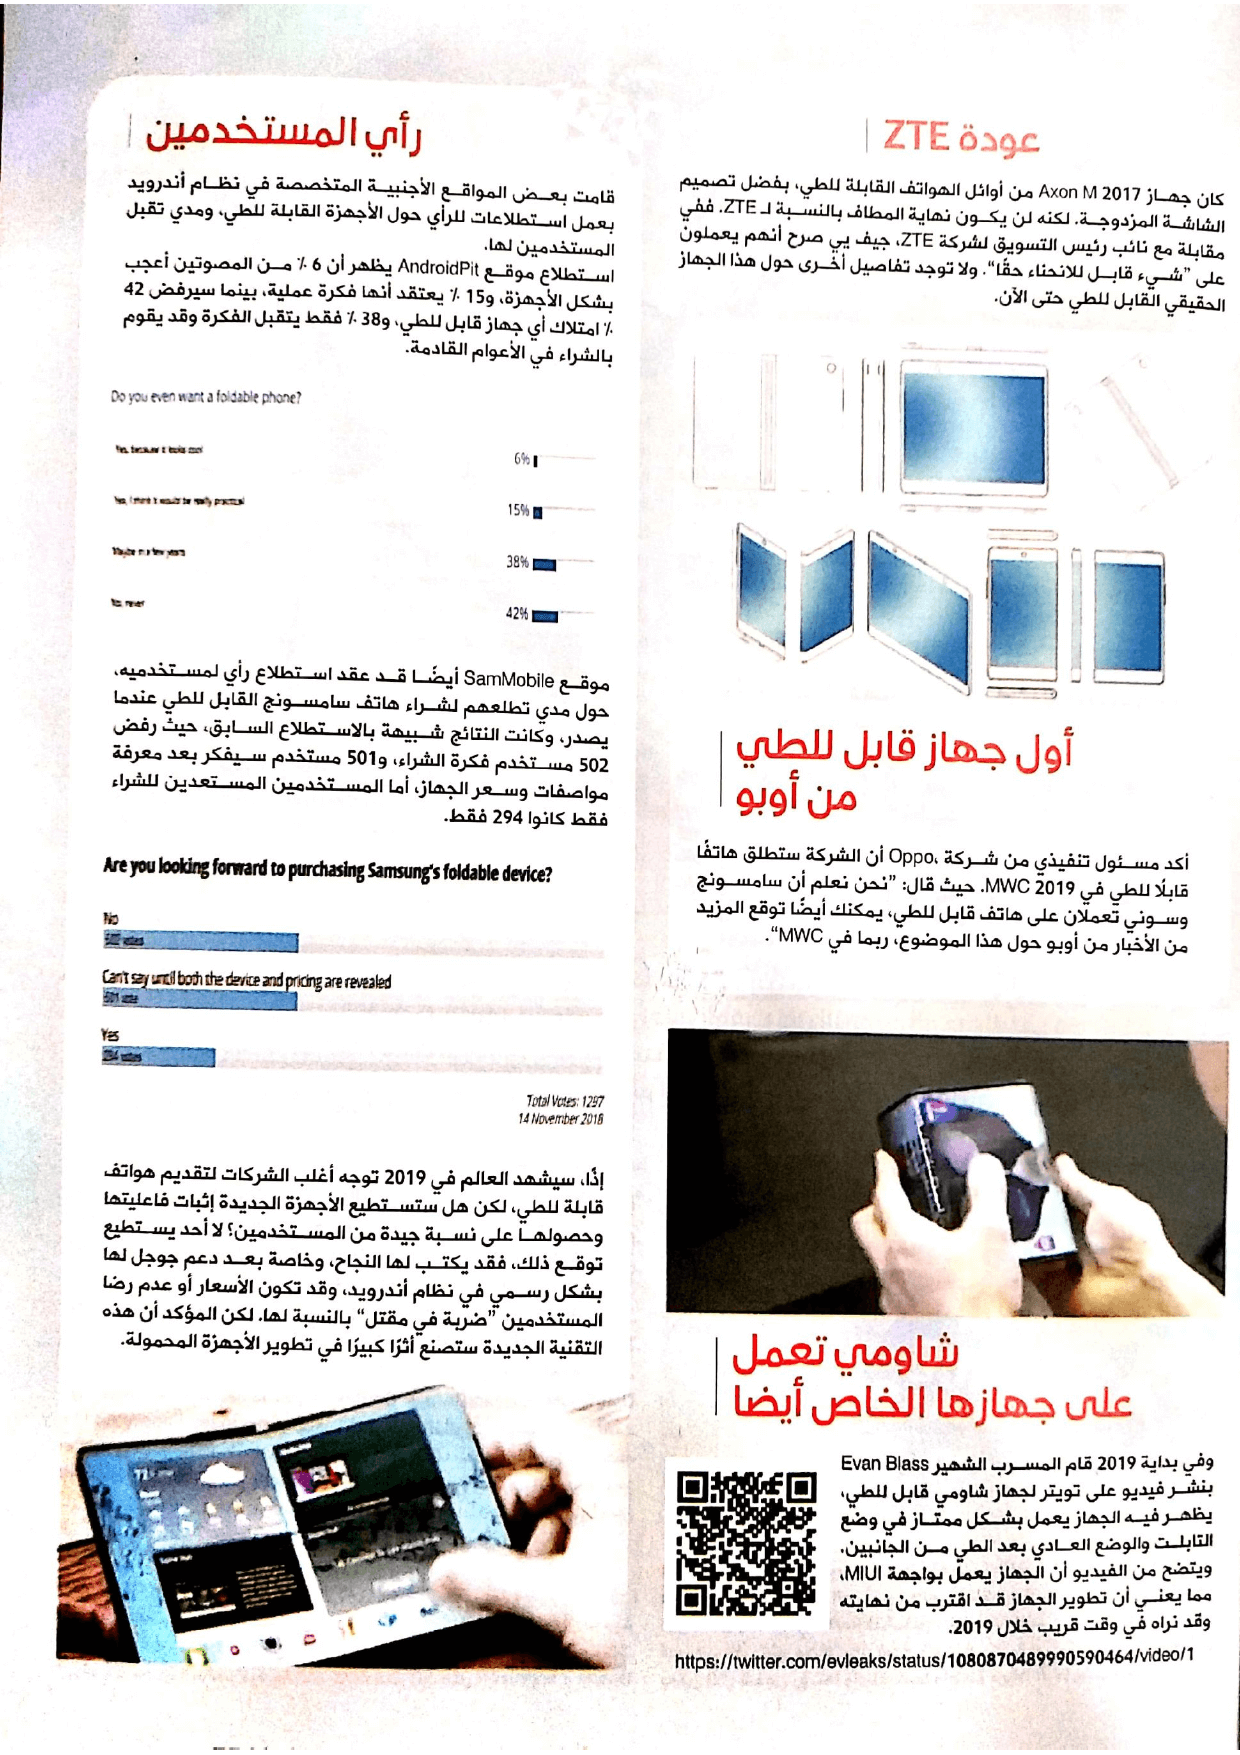 عودة ZTE
كان جهاز Axon M 2017 من أوائل الهواتف القابلة للطي، بفضل تصميم
الشاشة المزدوجة. لكنه لن يكون نهاية المطاف بالنسبة لـ ZTE. ففي
مقابلة مع نائب رئيس التسويق لشركة ZTE، جيف يي صرح أنهم يعملون
على "شيء قابل للانحناء حقًا". ولا توجد تفاصيل أخرى حول هذا الجهاز
الحقيقي القابل للطي حتى الآن.
أول جهاز قابل للطي
من أوبو
أكد مسئول تنفيذي من شركة Oppo، أن الشركة ستطلق هاتفًا
قابلًا للطي في MWC 2019. حيث قال: "نحن نعلم أن سامسونج
وسوني تعملان على هاتف قابل للطي، يمكنك أيضًا توقع المزيد
من الأخبار من أوبو حول هذا الموضوع، ربما في MWC".
شاومي تعمل
على جهازها الخاص أيضا
وفي بداية 2019 قام المسرب الشهير Evan Blass
بنشر فيديو على تويتر لجهاز شاومي قابل للطي،
يظهر فيه الجهاز يعمل بشكل ممتاز في وضع
التابلت والوضع العادي بعد الطي من الجانبين.
ويتضح من الفيديو أن الجهاز يعمل بواجهة MIUI،
مما يعني أن تطوير الجهاز قد اقترب من نهايته
وقد نراه في وقت قريب خلال 2019.
https://twitter.com/evleaks/status/1080870489990590464/video/1
رأي المستخدمين
قامت بعض المواقع الأجنبية المتخصصة في نظام أندرويد
بعمل استطلاعات للرأي حول الأجهزة القابلة للطي، ومدي تقبل
المستخدمين لها.
استطلاع موقع AndroidPit يظهر أن 6 % من المصوتين أعجب
بشكل الأجهزة، و15 % يعتقد أنها فكرة عملية، بينما سيرفض 42
% امتلاك أي جهاز قابل للطي، و38 % فقط يتقبل الفكرة وقد يقوم
بالشراء في الأعوام القادمة.
Do you even want a foldable phone?
Yes, because it looks cool
6%
Yes, I think it would be really practical
15%
Maybe in a few years
38%
No, never
42%
موقع SamMobile أيضًا قد عقد استطلاع رأي لمستخدميه،
حول مدي تطلعهم لشراء هاتف سامسونج القابل للطي عندما
يصدر، وكانت النتائج شبيهة بالاستطلاع السابق، حيث رفض
502 مستخدم فكرة الشراء، و501 مستخدم سيفكر بعد معرفة
مواصفات وسعر الجهاز، أما المستخدمين المستعدين للشراء
فقط كانوا 294 فقط.
Are you looking forward to purchasing Samsung's foldable device?
No
502 votes
Can't say until both the device and pricing are revealed
501 votes
Yes
294 votes
Total Votes: 1297
14 November 2018
إذًا، سيشهد العالم في 2019 توجه أغلب الشركات لتقديم هواتف
قابلة للطي، لكن هل ستستطيع الأجهزة الجديدة إثبات فاعليتها
وحصولها على نسبة جيدة من المستخدمين؟ لا أحد يستطيع
توقع ذلك، فقد يكتب لها النجاح، وخاصة بعد دعم جوجل لها
بشكل رسمي في نظام أندرويد، وقد تكون الأسعار أو عدم رضا
المستخدمين "ضربة في مقتل" بالنسبة لها. لكن المؤكد أن هذه
التقنية الجديدة ستصنع أثرًا كبيرًا في تطوير الأجهزة المحمولة.